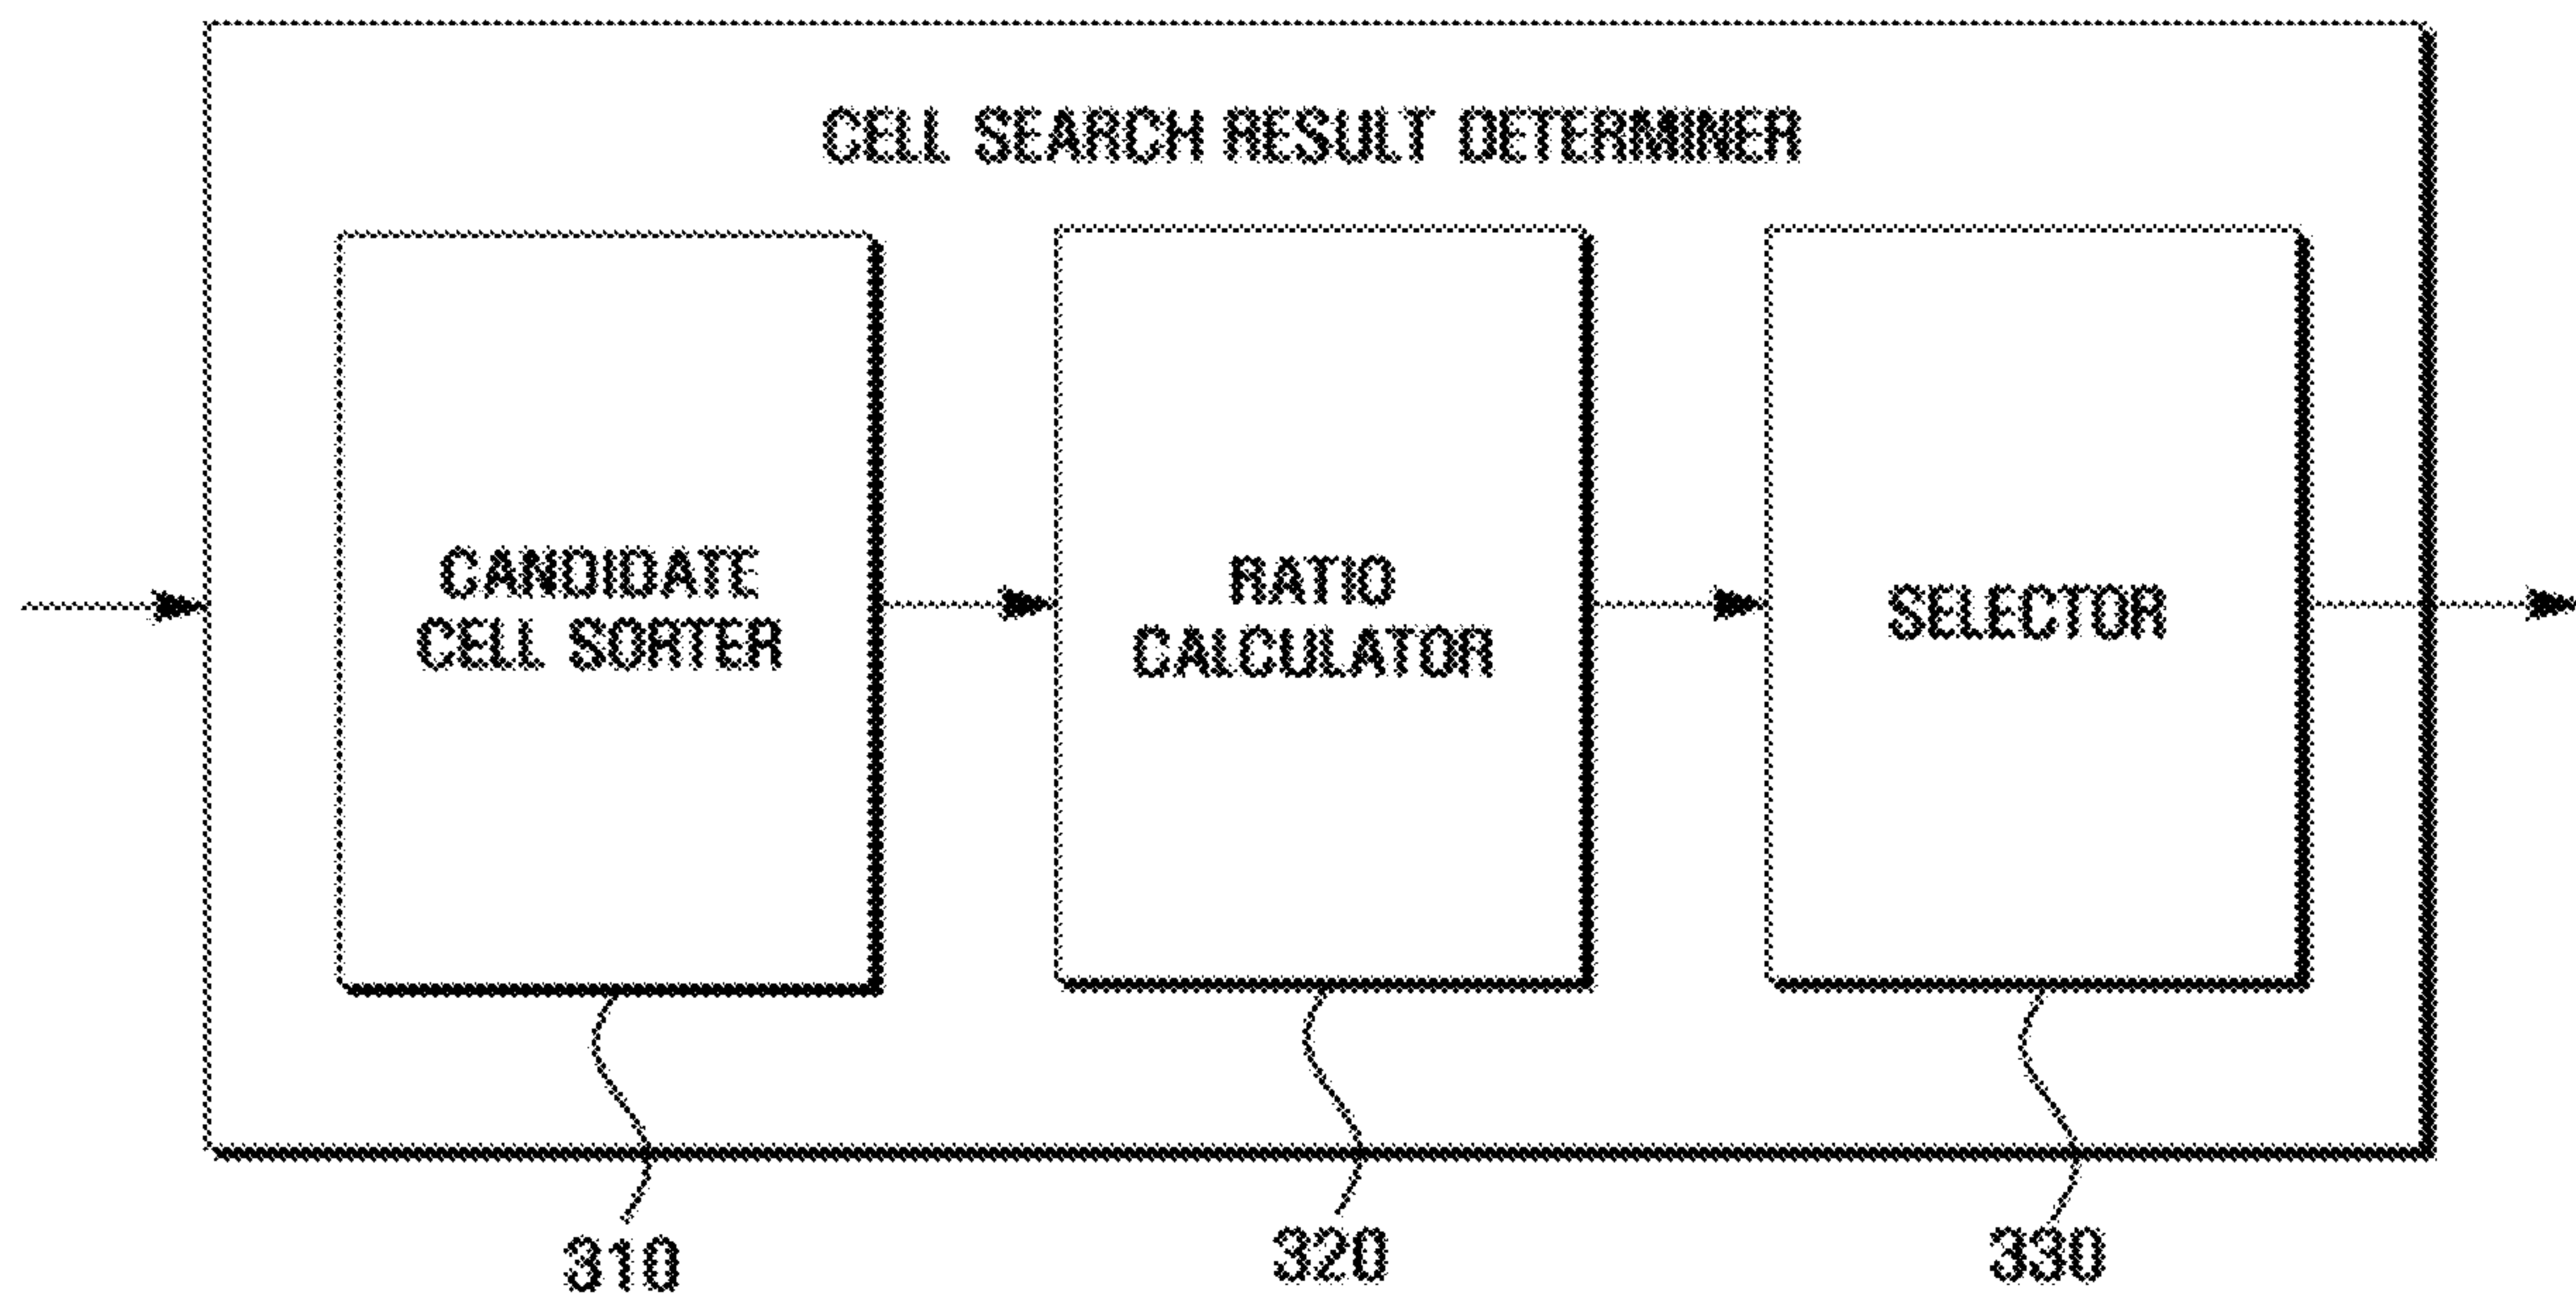 CELL SEARCH RESULT DETERMINER
CANDIDATE
CELL SORTER
RATIO
CALCULATOR
SELECTOR
310
320
330